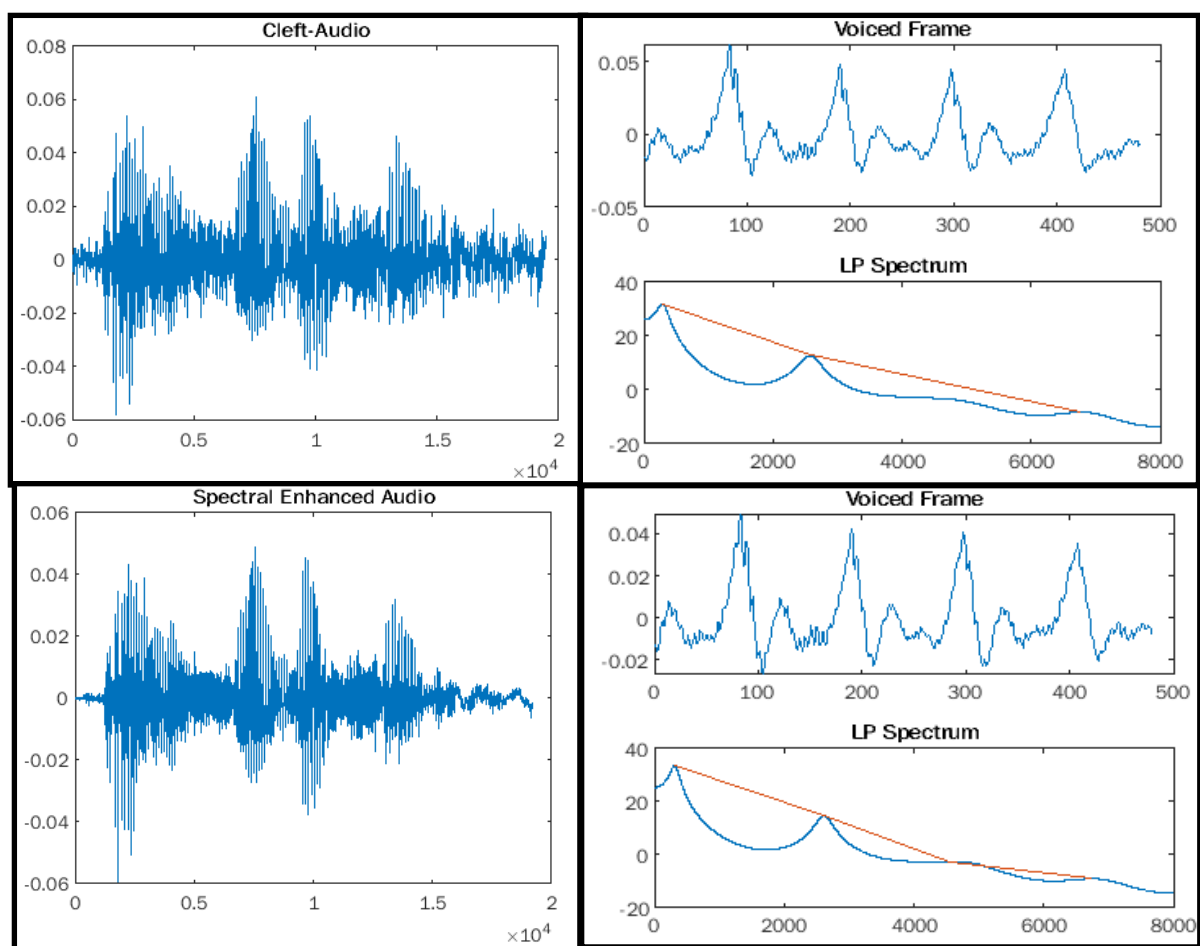 Cleft-Audio
0.08
0.06
0.04
0.02
0
-0.02
-0.04
-0.06
0 0.5 1 1.5 2
×10^4
Voiced Frame
0.05
0
-0.05
0 100 200 300 400 500
LP Spectrum
40
20
0
-20
0 2000 4000 6000 8000
Spectral Enhanced Audio
0.06
0.04
0.02
0
-0.02
-0.04
-0.06
0 0.5 1 1.5 2
×10^4
Voiced Frame
0.04
0.02
0
-0.02
0 100 200 300 400 500
LP Spectrum
40
20
0
-20
0 2000 4000 6000 8000